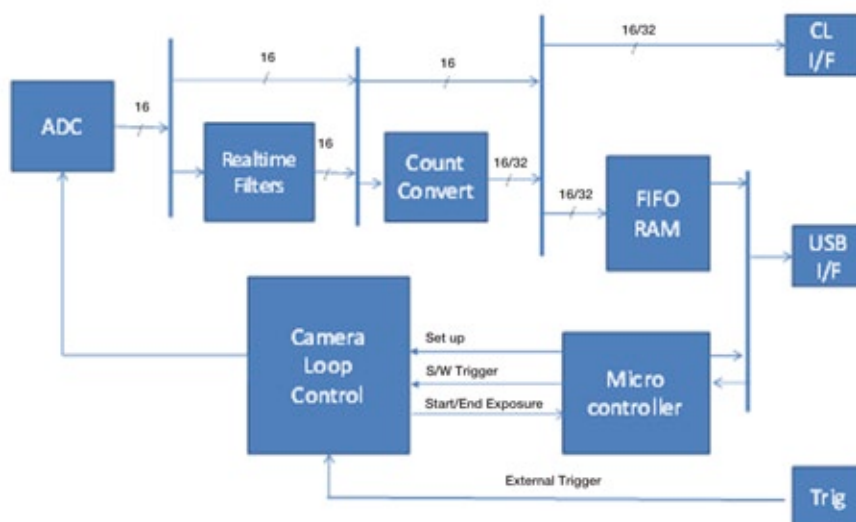 16/32
CL
I/F
16
16
16
ADC
Realtime
Filters
16
Count
Convert
16/32
16/32
FIFO
RAM
USB
I/F
Camera
Loop
Control
Set up
S/W Trigger
Start/End Exposure
Micro
controller
External Trigger
Trig